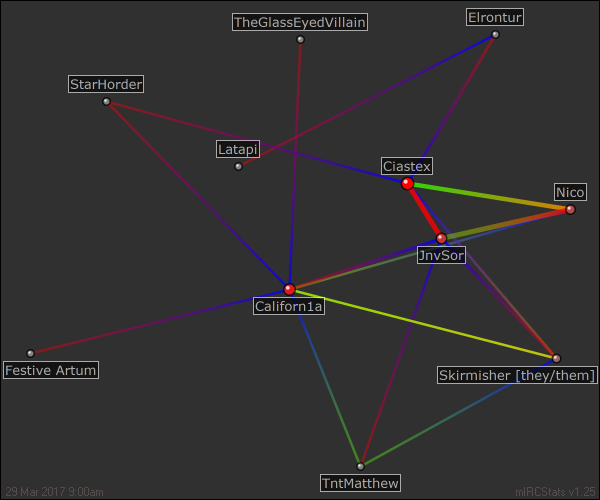 Elrontur
TheGlassEyedVillain
StarHorder
Latapi
Ciastex
Nico
JnvSor
Californ1a
Festive Artum
Skirmisher [they/them]
TntMatthew
29 Mar 2017 9:00am
mIRCStats v1.25